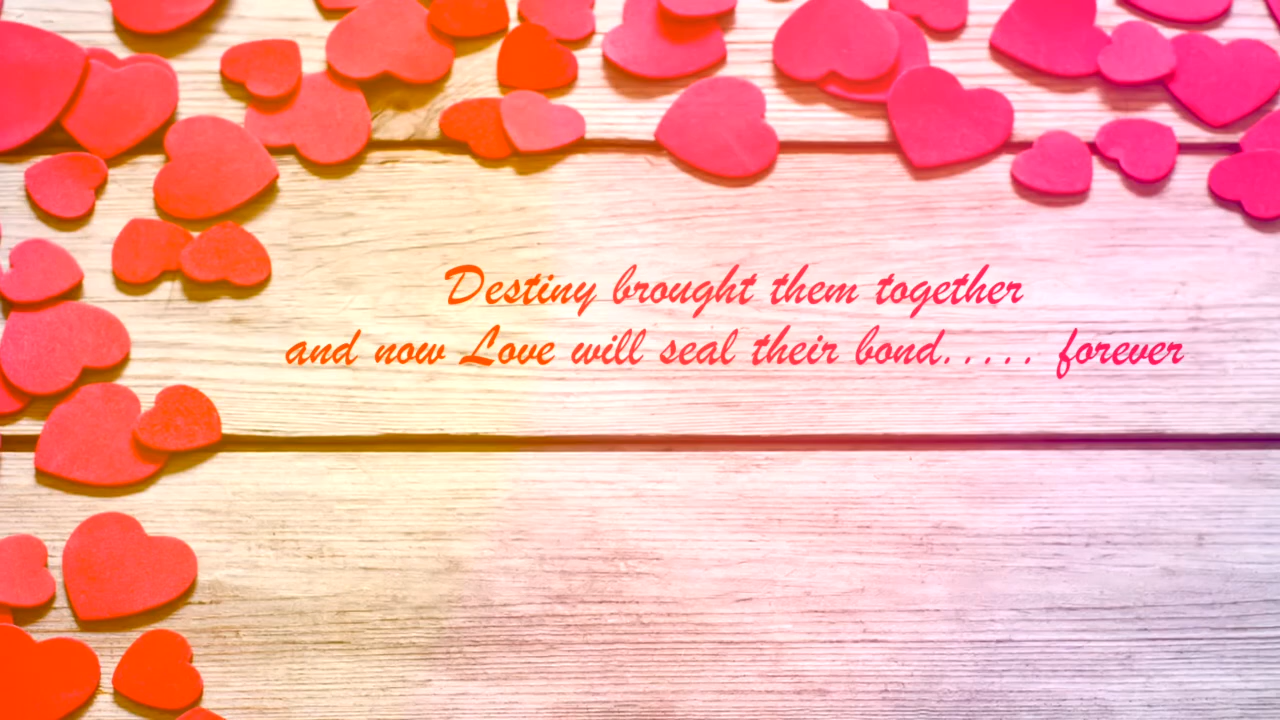 Destiny brought them together
and now Love will seal their bond..... forever